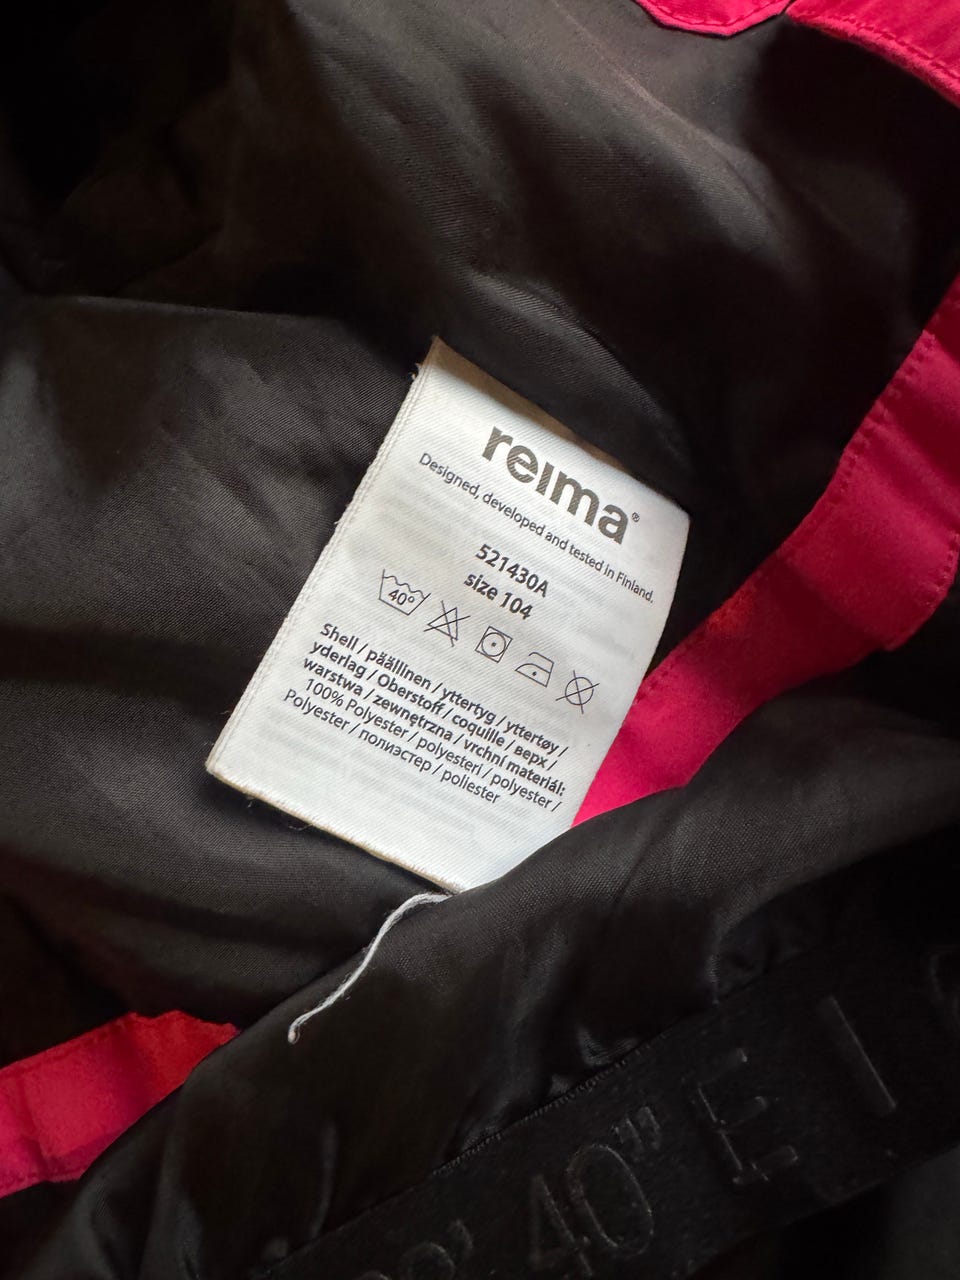 reima®
Designed, developed and tested in Finland.
521430A
size 104
40°
Shell / päällinen / yttertyg / yttertøy /
yderlag / Oberstoff / coquille / верх /
warstwa / zewnętrzna / vrchní materiál:
100% Polyester / polyesteri / polyester /
Polyester / полиэстер / poliester
40" E I